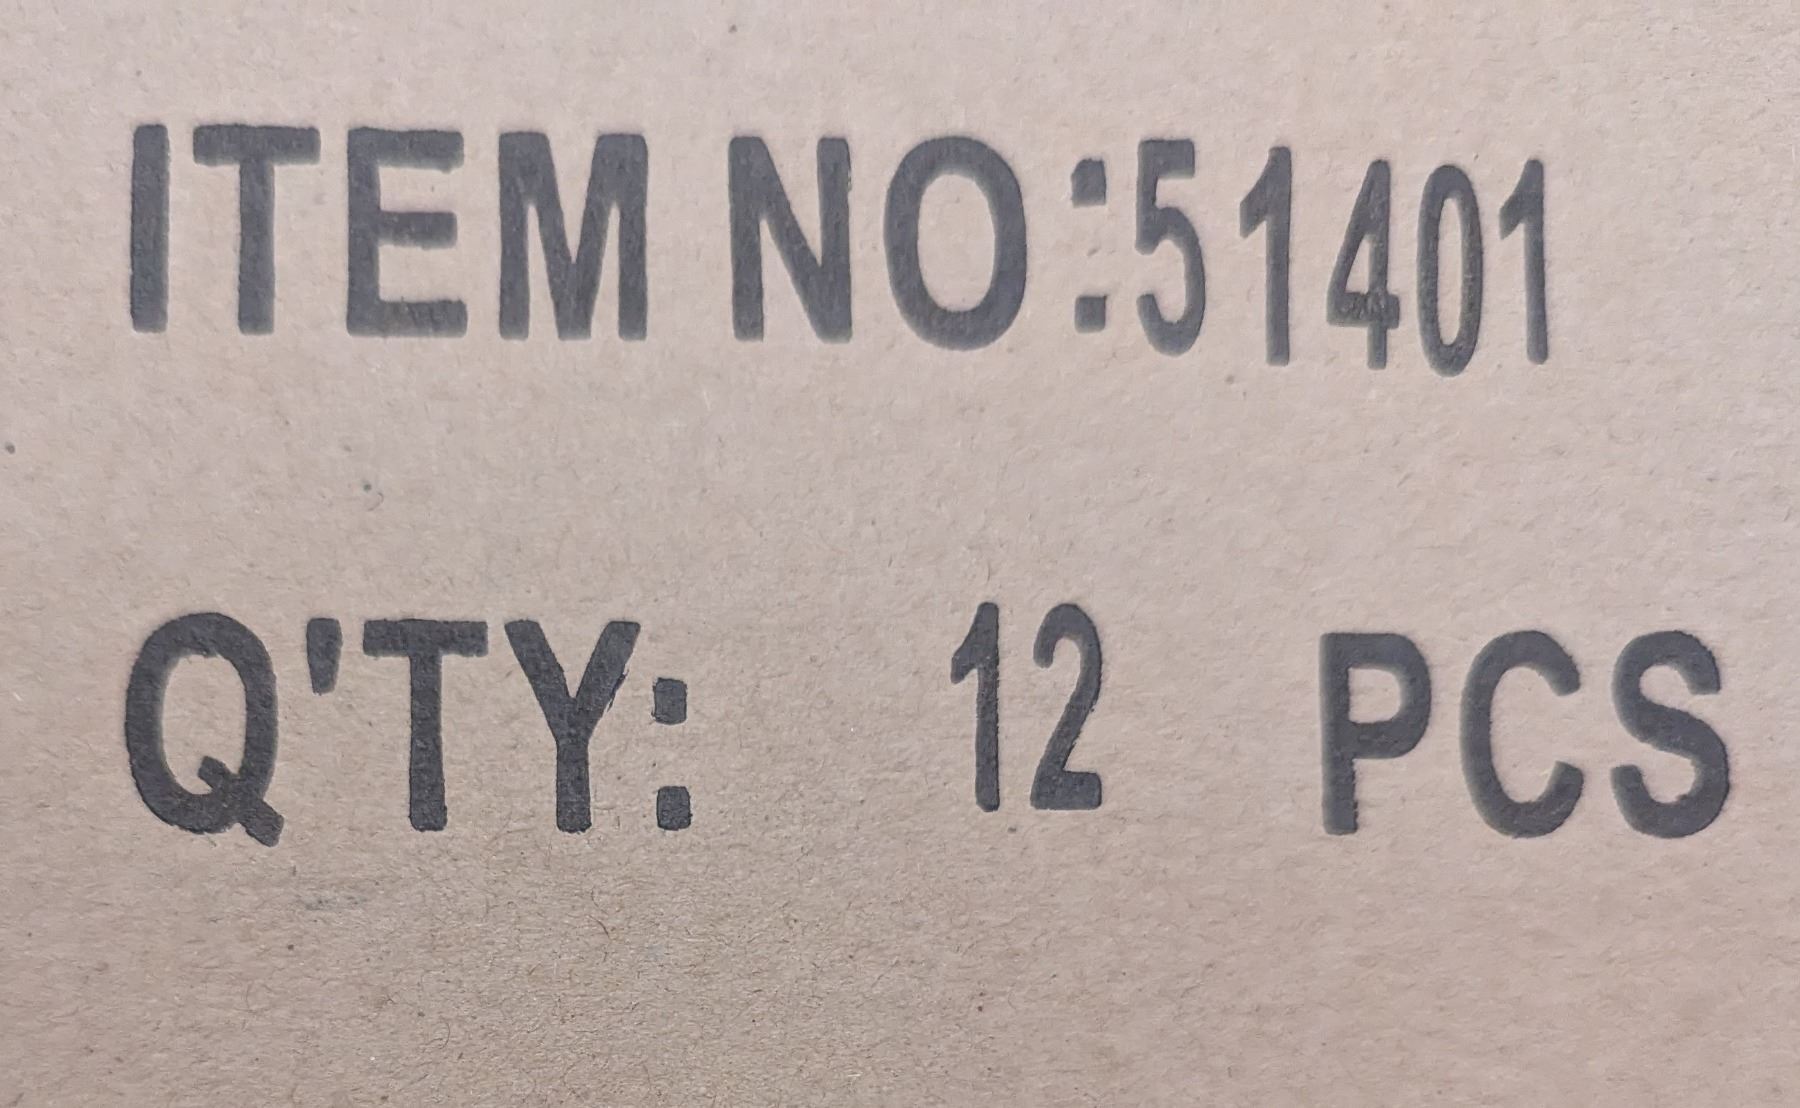 ITEM NO:51401
Q'TY: 12 PCS